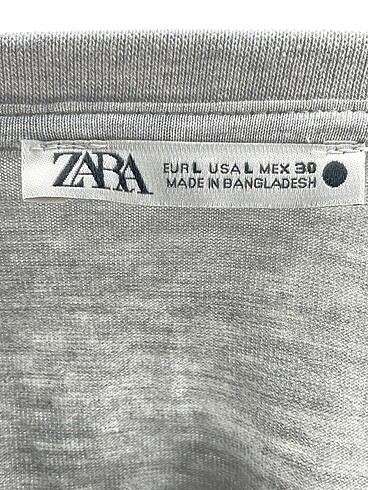 ZARA
EUR L USA L MEX 30
MADE IN BANGLADESH